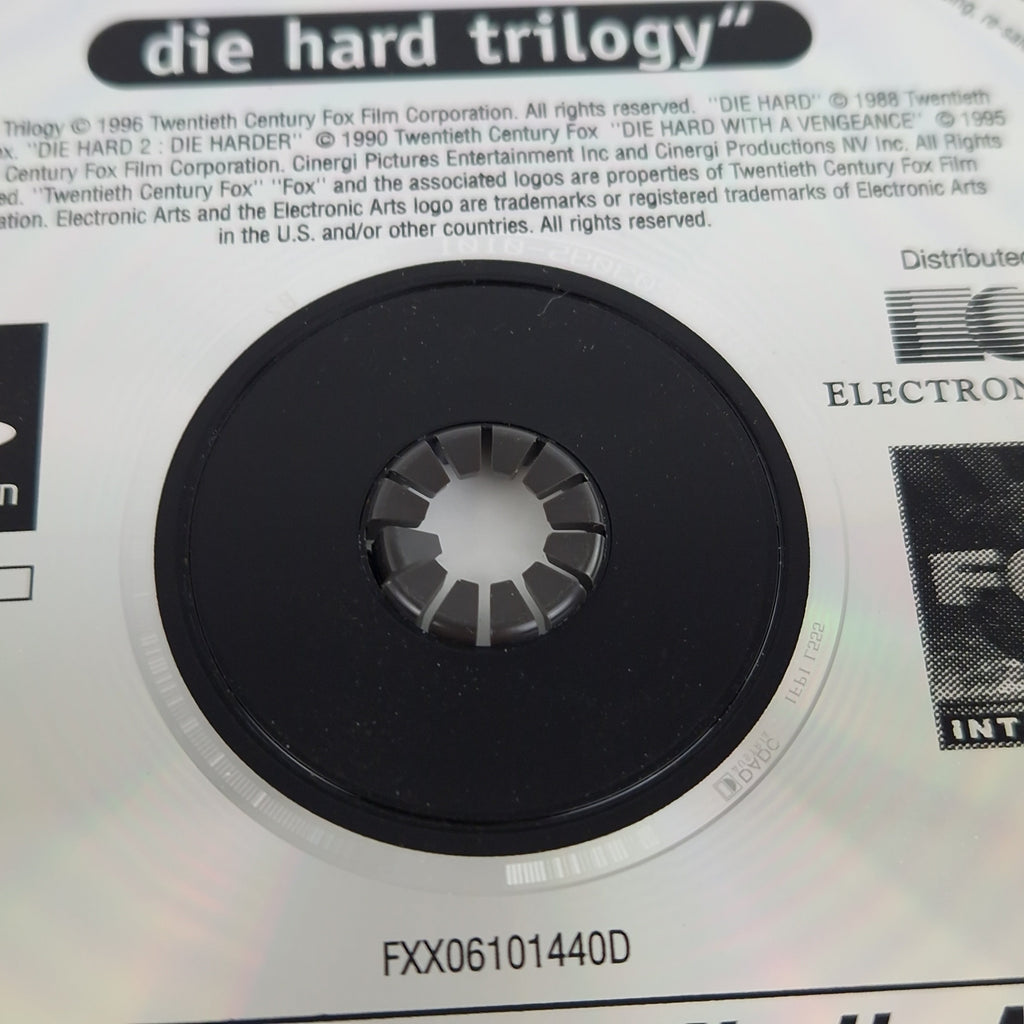 die hard trilogy"
Trilogy © 1996 Twentieth Century Fox Film Corporation. All rights reserved. "DIE HARD" © 1988 Twentieth
"DIE HARD 2 : DIE HARDER" © 1990 Twentieth Century Fox "DIE HARD WITH A VENGEANCE" © 1995
Century Fox Film Corporation. Cinergi Pictures Entertainment Inc and Cinergi Productions NV Inc. All Rights
"Twentieth Century Fox" "Fox" and the associated logos are properties of Twentieth Century Fox Film
Electronic Arts and the Electronic Arts logo are trademarks or registered trademarks of Electronic Arts
in the U.S. and/or other countries. All rights reserved.
Distributed
ELECTRON
INT
IFPI L555
DADC
FXX06101440D